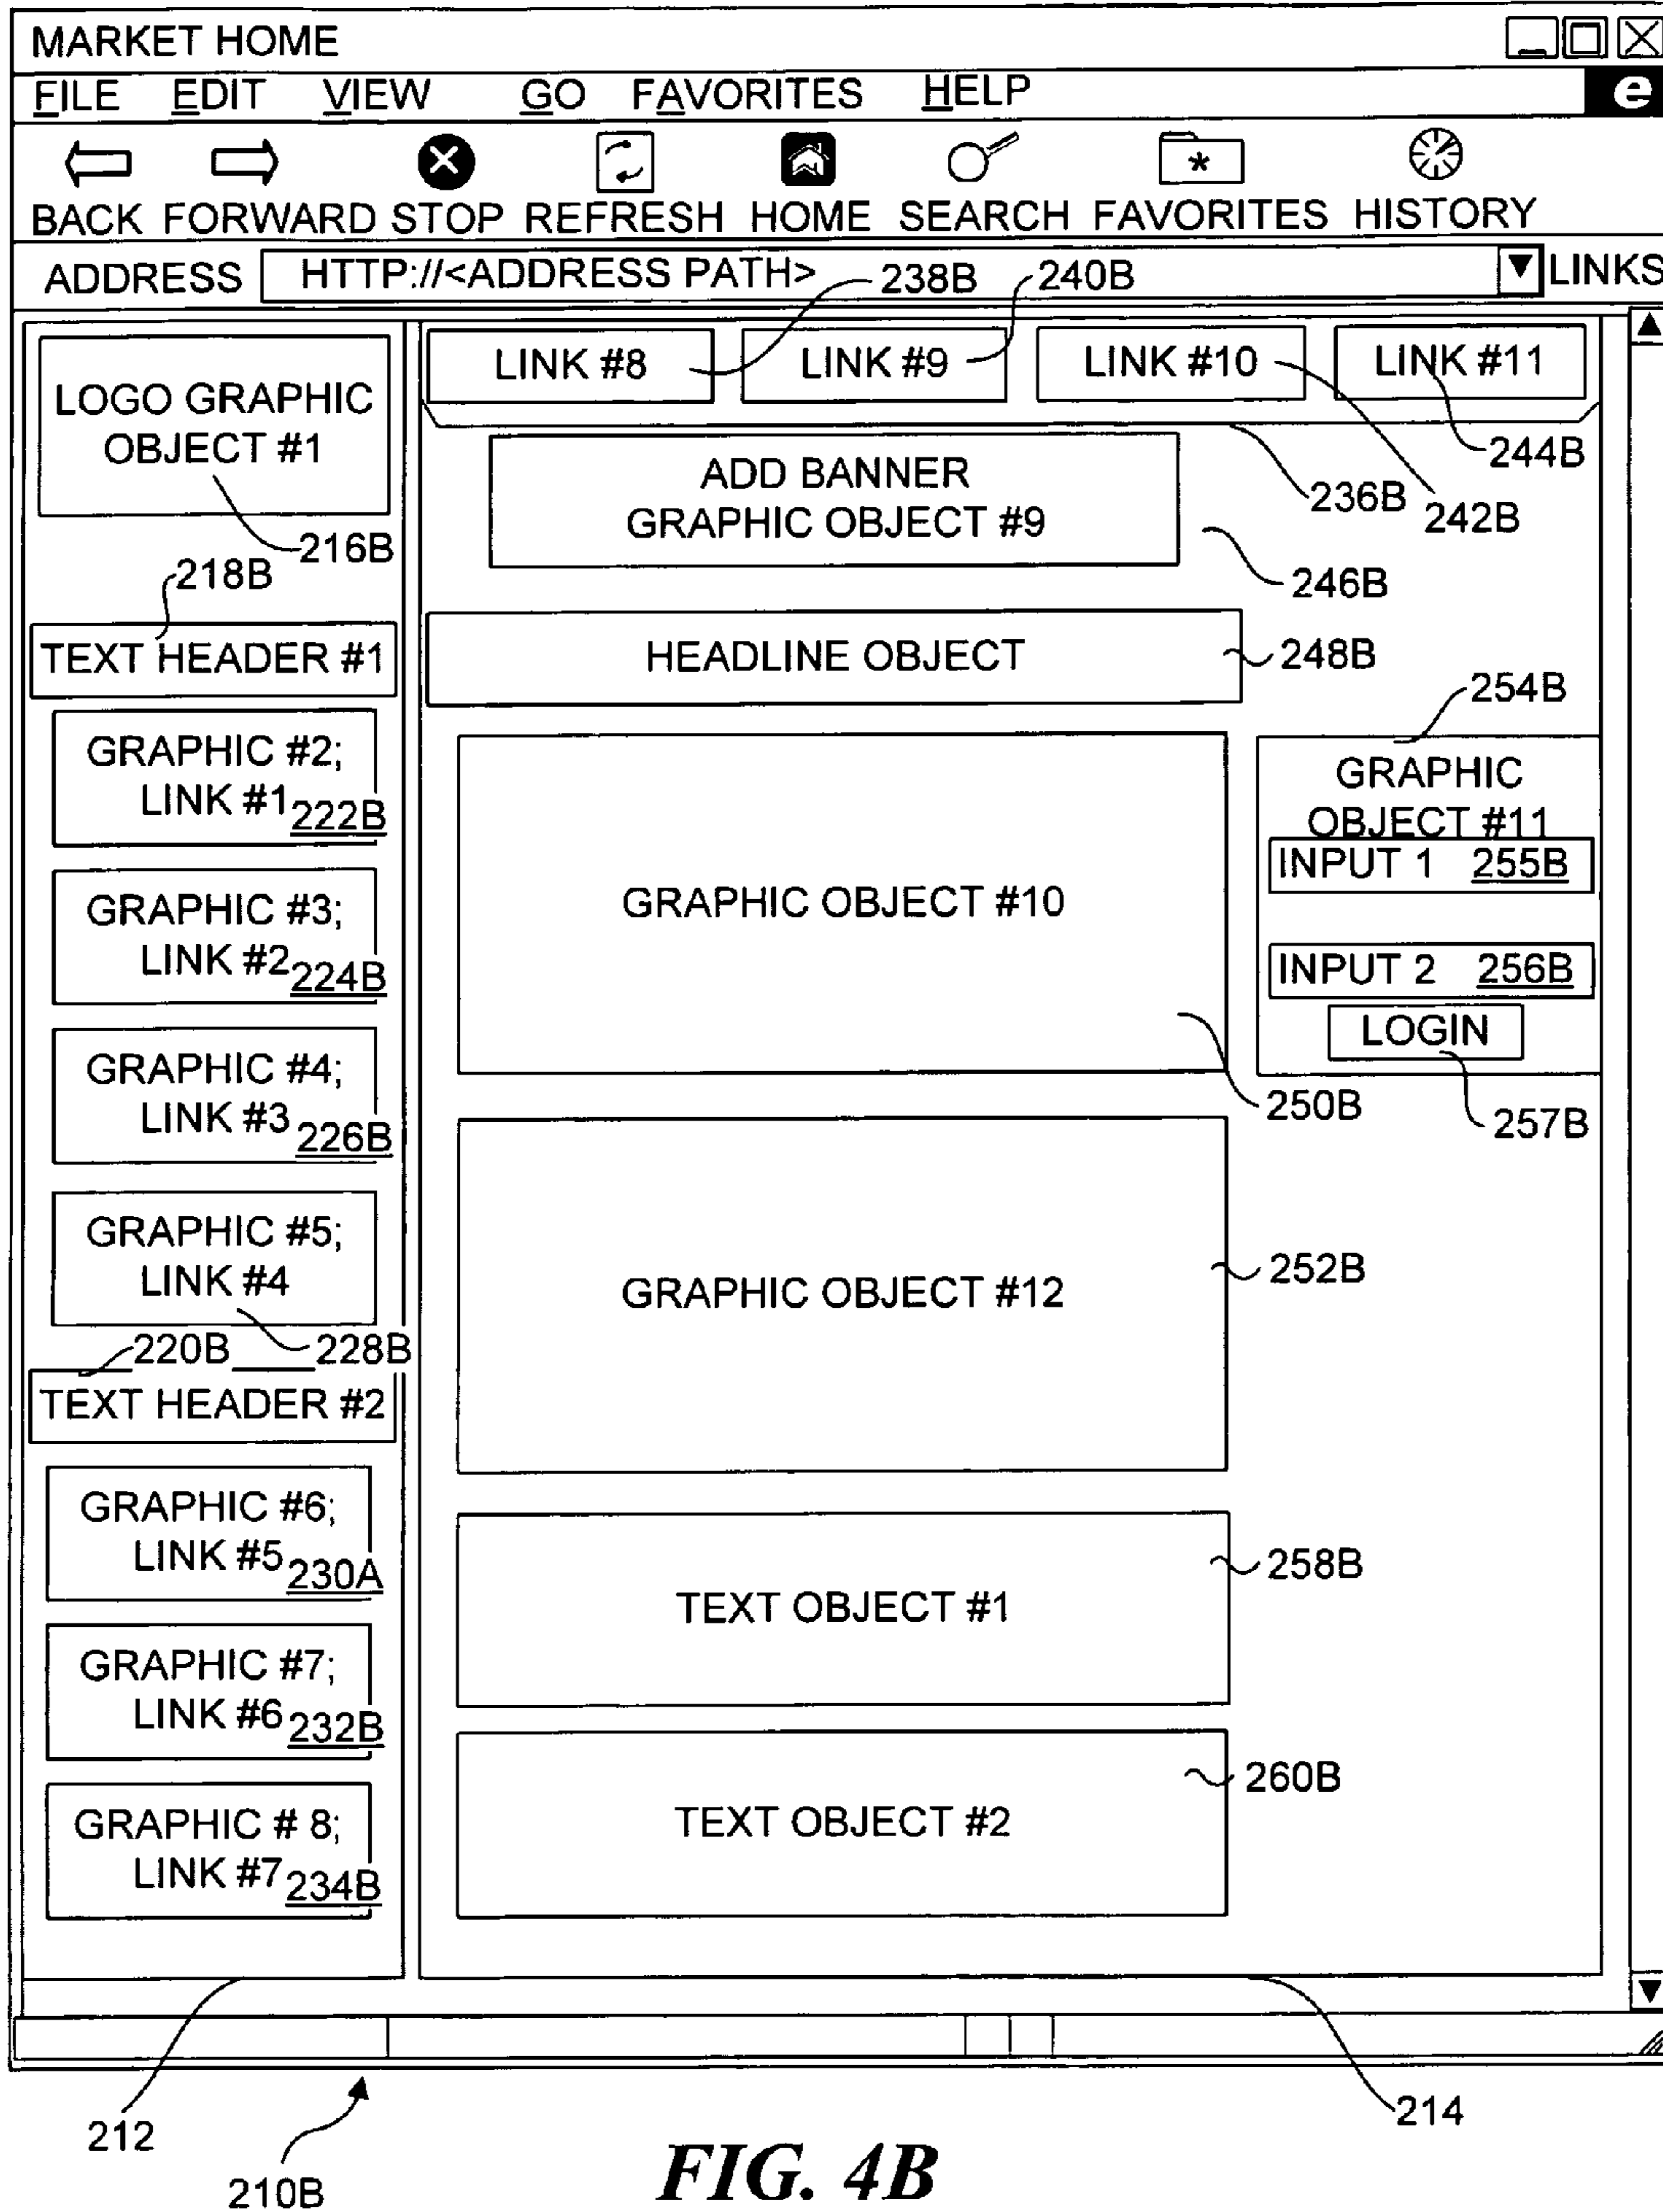 MARKET HOME
FILE EDIT VIEW GO FAVORITES HELP
e
BACK FORWARD STOP REFRESH HOME SEARCH FAVORITES HISTORY
ADDRESS HTTP://<ADDRESS PATH> 238B 240B LINKS
LOGO GRAPHIC
OBJECT #1
216B
218B
TEXT HEADER #1
GRAPHIC #2;
LINK #1 222B
GRAPHIC #3;
LINK #2 224B
GRAPHIC #4;
LINK #3 226B
GRAPHIC #5;
LINK #4
220B 228B
TEXT HEADER #2
GRAPHIC #6;
LINK #5 230A
GRAPHIC #7;
LINK #6 232B
GRAPHIC # 8;
LINK #7 234B
LINK #8 LINK #9 LINK #10 LINK #11
244B
236B 242B
ADD BANNER
GRAPHIC OBJECT #9
246B
HEADLINE OBJECT 248B
254B
GRAPHIC
OBJECT #11
INPUT 1 255B
INPUT 2 256B
LOGIN
257B
GRAPHIC OBJECT #10
250B
GRAPHIC OBJECT #12
252B
TEXT OBJECT #1
258B
TEXT OBJECT #2
260B
212
214
210B
FIG. 4B